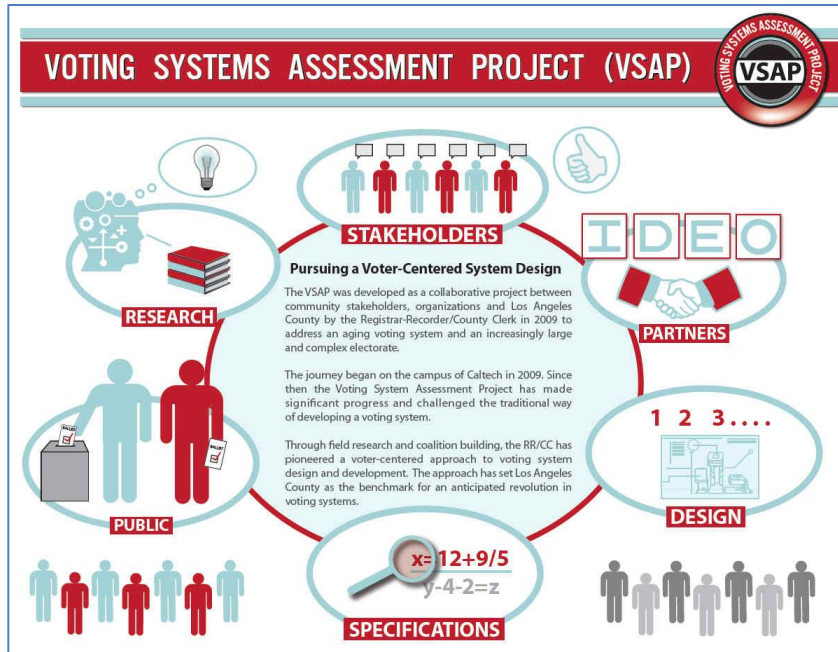 VOTING SYSTEMS ASSESSMENT PROJECT (VSAP)
VOTING SYSTEMS ASSESSMENT PROJECT
VSAP
STAKEHOLDERS
IDEO
PARTNERS
RESEARCH
Pursuing a Voter-Centered System Design
The VSAP was developed as a collaborative project between
community stakeholders, organizations and Los Angeles
County by the Registrar-Recorder/County Clerk in 2009 to
address an aging voting system and an increasingly large
and complex electorate.
The journey began on the campus of Caltech in 2009. Since
then the Voting System Assessment Project has made
significant progress and challenged the traditional way
of developing a voting system.
Through field research and coalition building, the RR/CC has
pioneered a voter-centered approach to voting system
design and development. The approach has set Los Angeles
County as the benchmark for an anticipated revolution in
voting systems.
BALLOT
BALLOT
PUBLIC
1 2 3....
DESIGN
x=12+9/5
y-4-2=z
SPECIFICATIONS